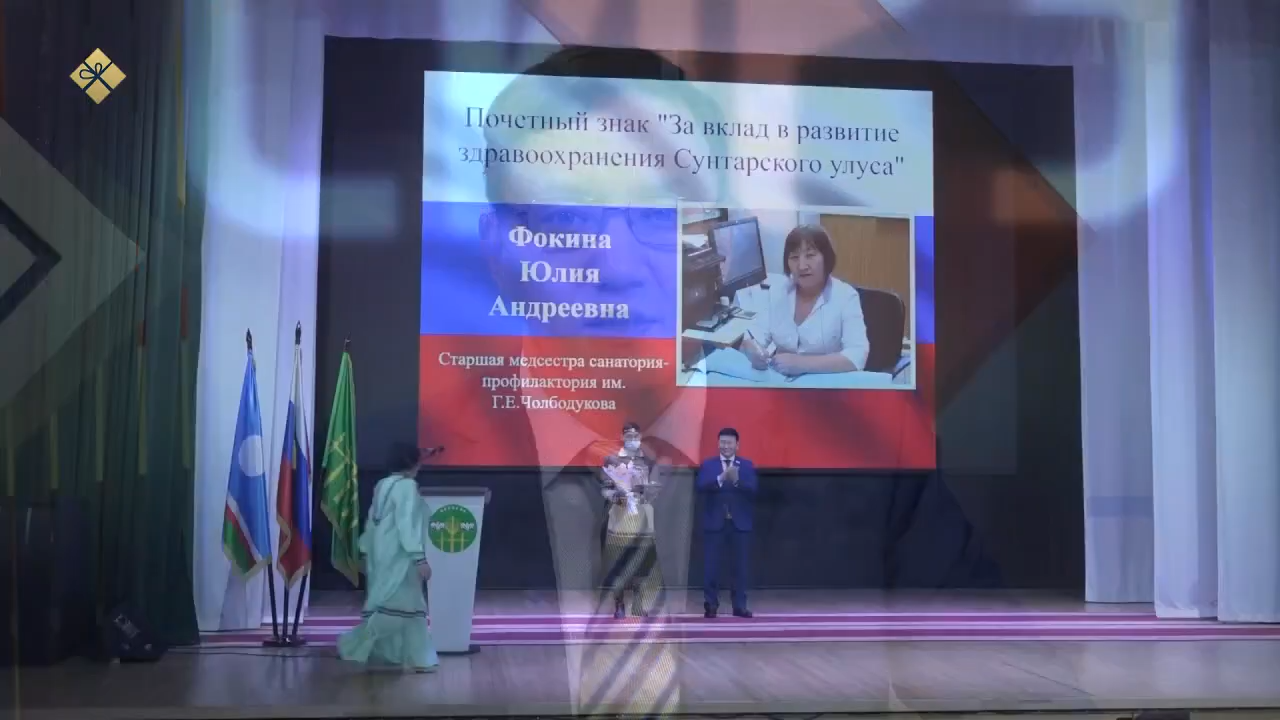 Почетный знак "За вклад в развитие
здравоохранения Сунтарского улуса"
Фокина
Юлия
Андреевна
Старшая медсестра санатория-
профилактория им.
Г.Е.Чолбодукова